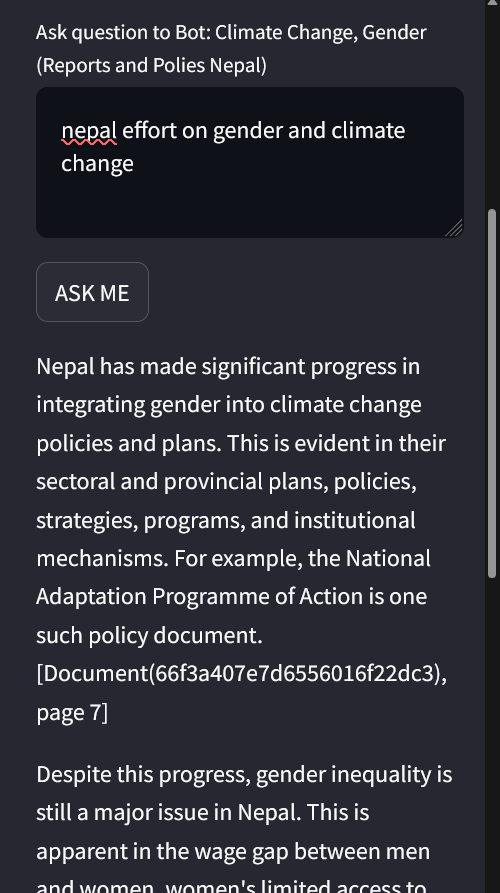 Ask question to Bot: Climate Change, Gender
(Reports and Polies Nepal)
nepal effort on gender and climate
change
ASK ME
Nepal has made significant progress in
integrating gender into climate change
policies and plans. This is evident in their
sectoral and provincial plans, policies,
strategies, programs, and institutional
mechanisms. For example, the National
Adaptation Programme of Action is one
such policy document.
[Document(66f3a407e7d6556016f22dc3),
page 7]
Despite this progress, gender inequality is
still a major issue in Nepal. This is
apparent in the wage gap between men
and women, women's limited access to